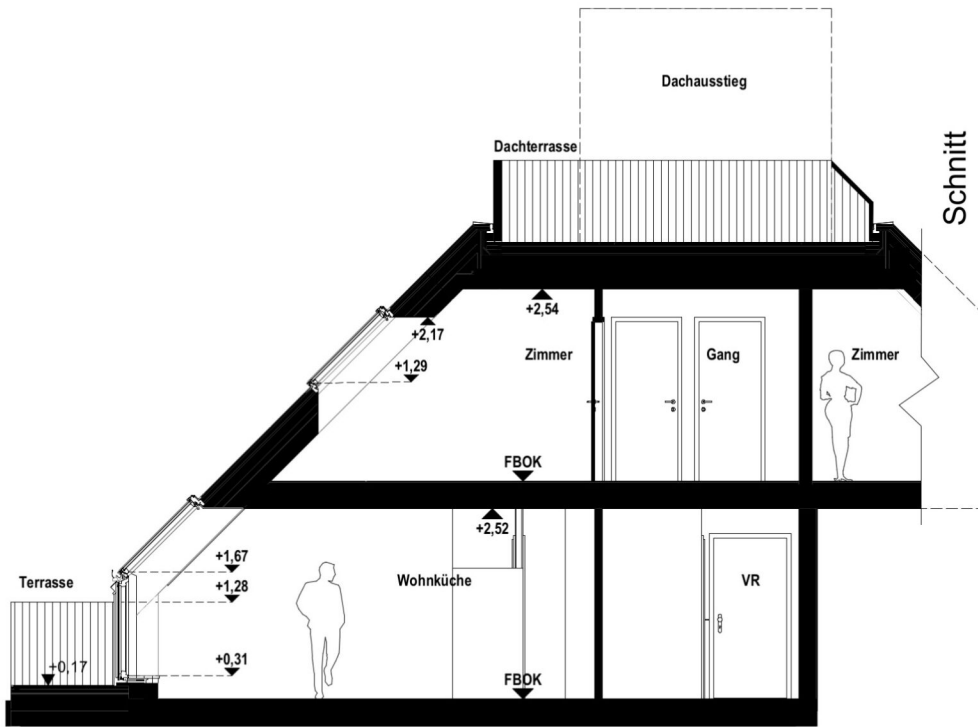 Dachausstieg
Dachterrasse
Schnitt
+2,54
+2,17
Zimmer
Gang
Zimmer
+1,29
FBOK
+2,52
+1,67
Terrasse
Wohnküche
VR
+1,28
+0,17
+0,31
FBOK